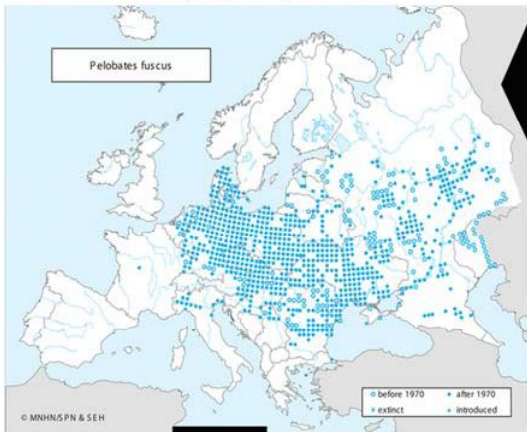 Pelobates fuscus
before 1970
after 1970
extinct
introduced
© MNHN/SPN & SEH